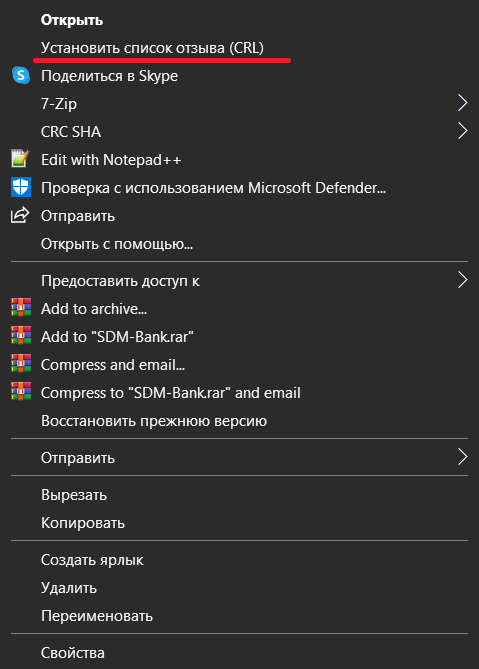 Открыть
Установить список отзыва (CRL)
Поделиться в Skype
7-Zip
CRC SHA
Edit with Notepad++
Проверка с использованием Microsoft Defender...
Отправить
Открыть с помощью...
Предоставить доступ к
Add to archive...
Add to "SDM-Bank.rar"
Compress and email...
Compress to "SDM-Bank.rar" and email
Восстановить прежнюю версию
Отправить
Вырезать
Копировать
Создать ярлык
Удалить
Переименовать
Свойства